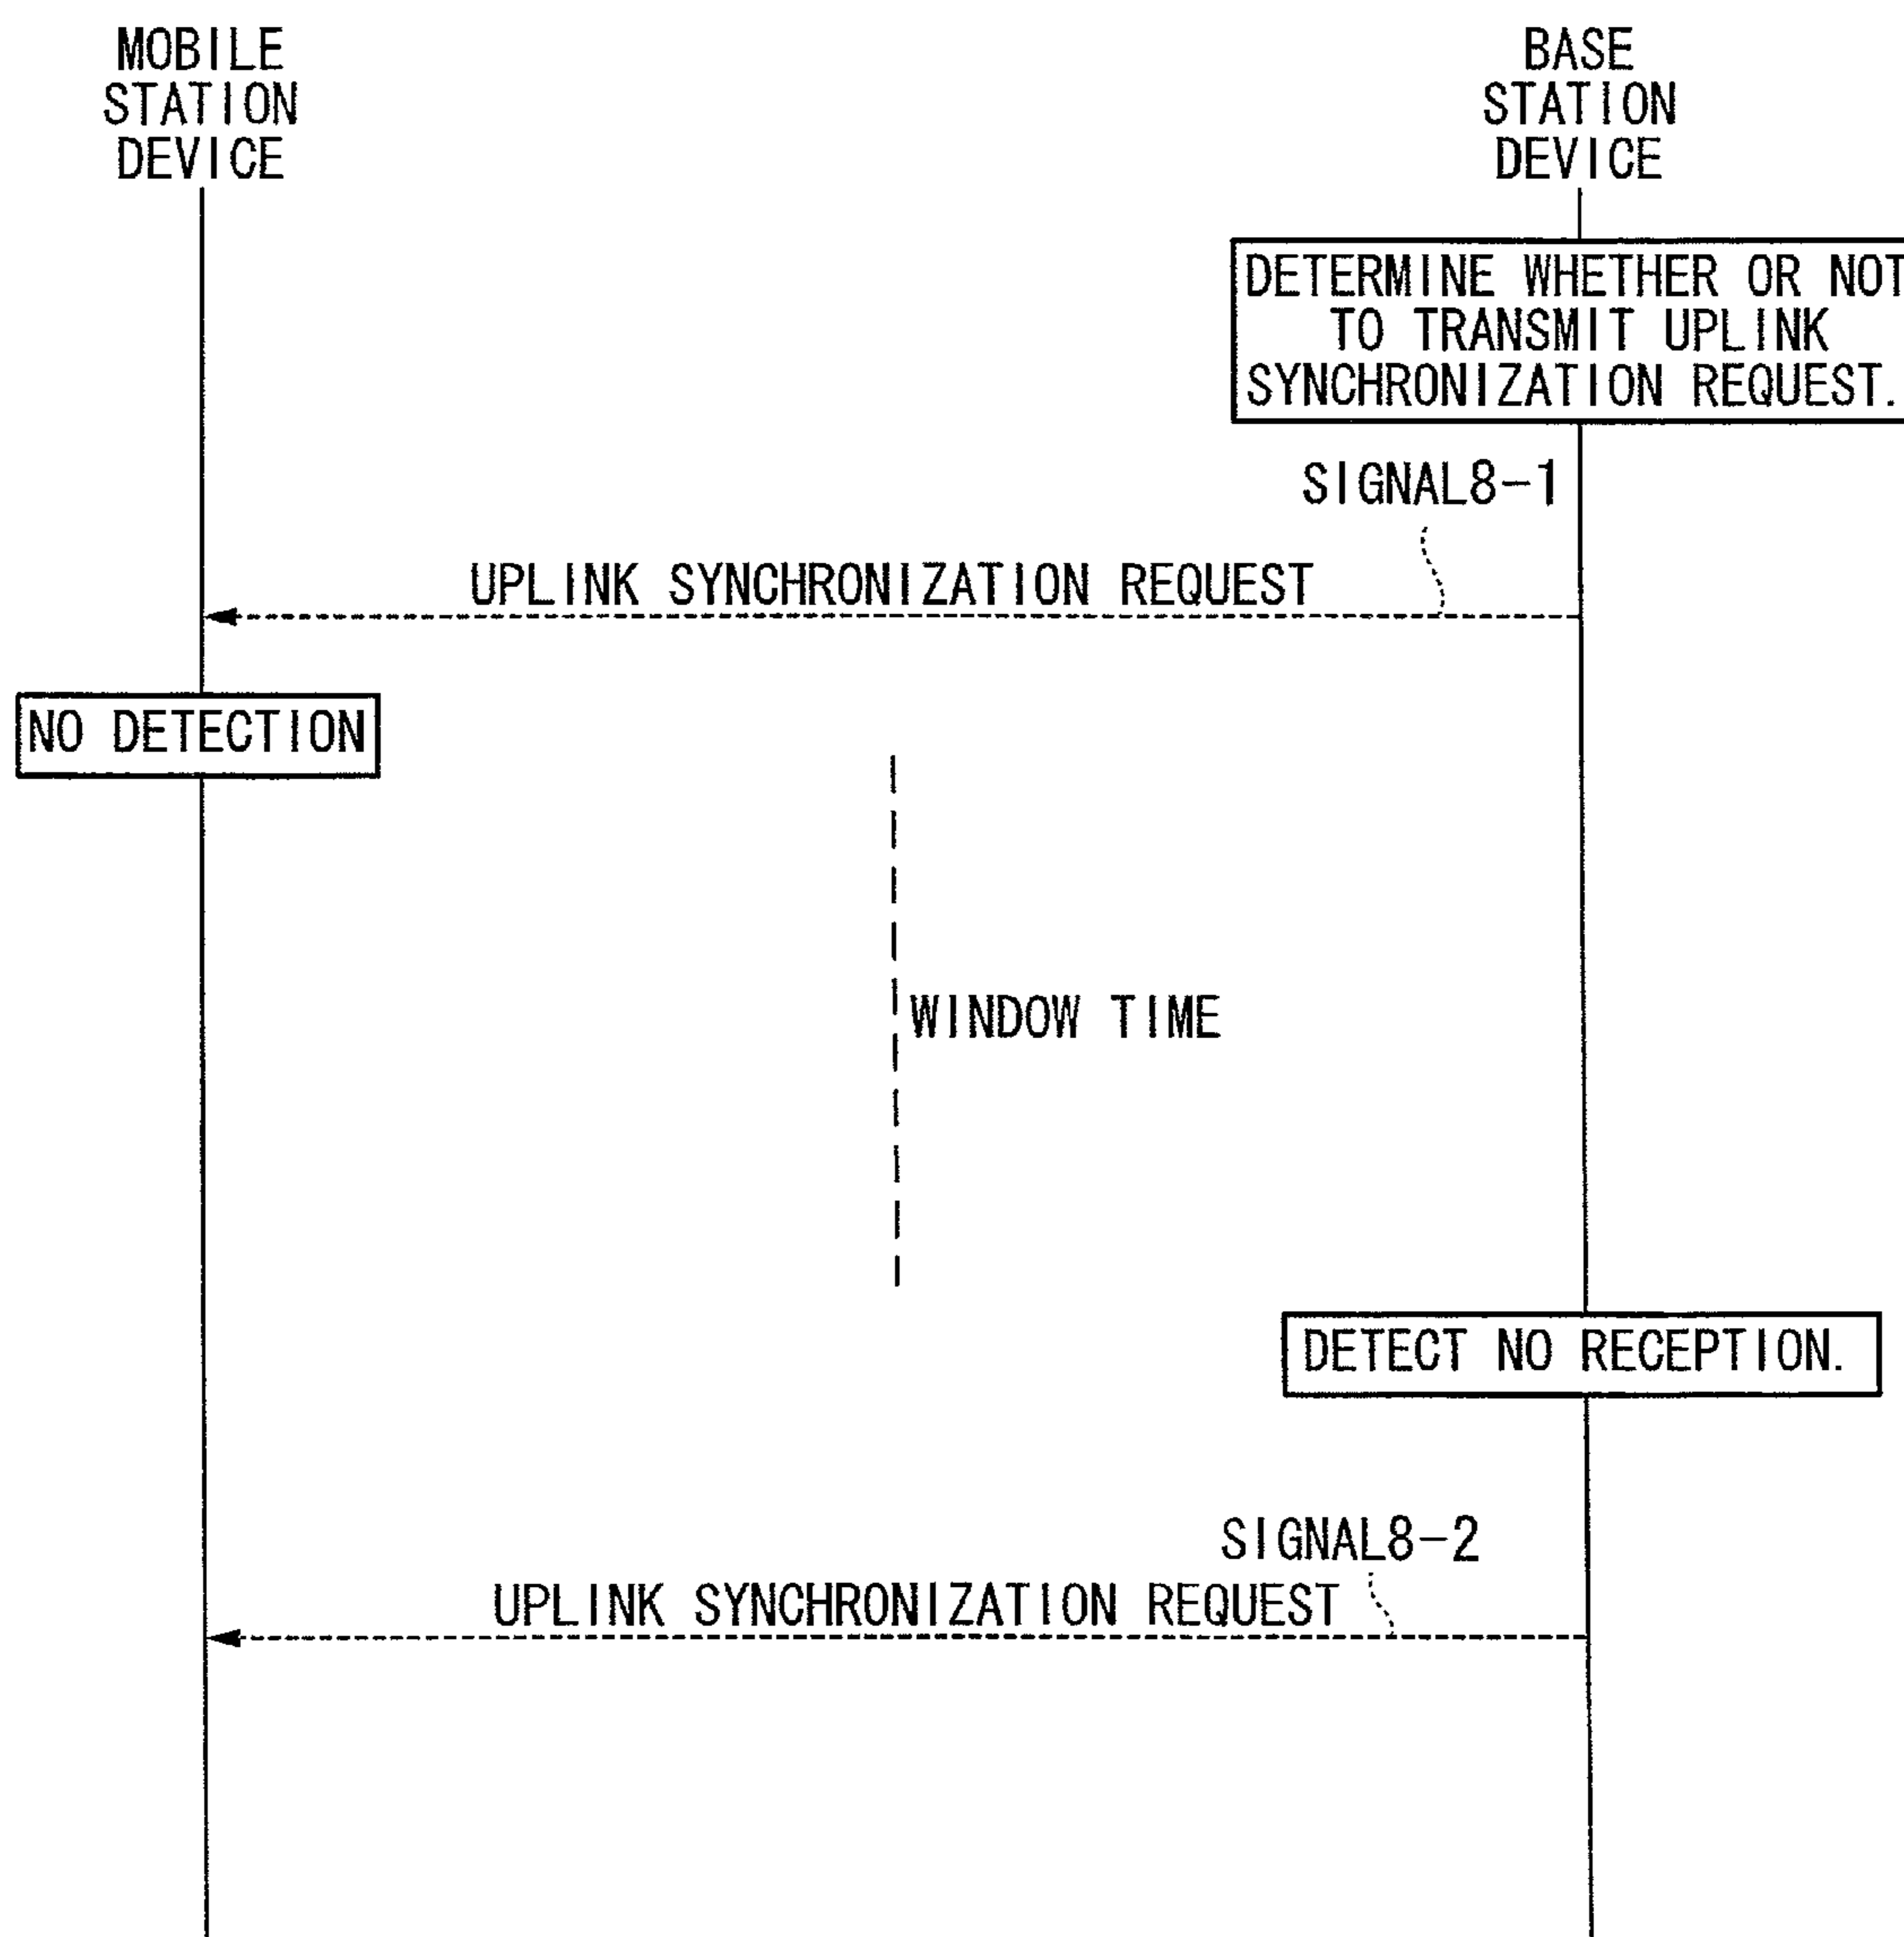 MOBILE
STATION
DEVICE
BASE
STATION
DEVICE
DETERMINE WHETHER OR NOT
TO TRANSMIT UPLINK
SYNCHRONIZATION REQUEST.
SIGNAL8-1
UPLINK SYNCHRONIZATION REQUEST
NO DETECTION
WINDOW TIME
DETECT NO RECEPTION.
SIGNAL8-2
UPLINK SYNCHRONIZATION REQUEST